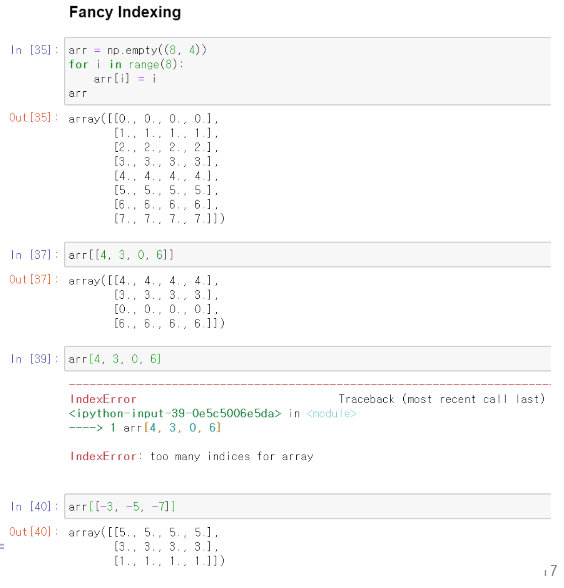 Fancy Indexing
In [35]: arr = np.empty((8, 4))
for i in range(8):
    arr[i] = i
arr
Out[35]: array([[0., 0., 0., 0.],
       [1., 1., 1., 1.],
       [2., 2., 2., 2.],
       [3., 3., 3., 3.],
       [4., 4., 4., 4.],
       [5., 5., 5., 5.],
       [6., 6., 6., 6.],
       [7., 7., 7., 7.]])
In [37]: arr[[4, 3, 0, 6]]
Out[37]: array([[4., 4., 4., 4.],
       [3., 3., 3., 3.],
       [0., 0., 0., 0.],
       [6., 6., 6., 6.]])
In [39]: arr[4, 3, 0, 6]
---------------------------------------------------------------------------
IndexError                                Traceback (most recent call last)
<ipython-input-39-0e5c5006e5da> in <module>
----> 1 arr[4, 3, 0, 6]
IndexError: too many indices for array
In [40]: arr[[-3, -5, -7]]
Out[40]: array([[5., 5., 5., 5.],
       [3., 3., 3., 3.],
       [1., 1., 1., 1.]])
17